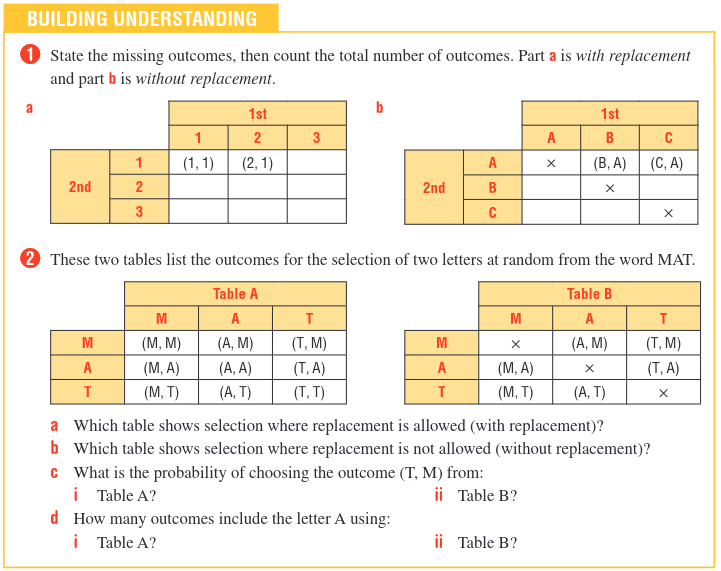 BUILDING UNDERSTANDING
1 State the missing outcomes, then count the total number of outcomes. Part a is with replacement
and part b is without replacement.
a
1st
1 2 3
2nd
1 (1, 1) (2, 1)
2
3
b
1st
A B C
2nd
A × (B, A) (C, A)
B ×
C ×
2 These two tables list the outcomes for the selection of two letters at random from the word MAT.
Table A
M A T
M (M, M) (A, M) (T, M)
A (M, A) (A, A) (T, A)
T (M, T) (A, T) (T, T)
Table B
M A T
M × (A, M) (T, M)
A (M, A) × (T, A)
T (M, T) (A, T) ×
a Which table shows selection where replacement is allowed (with replacement)?
b Which table shows selection where replacement is not allowed (without replacement)?
c What is the probability of choosing the outcome (T, M) from:
i Table A? ii Table B?
d How many outcomes include the letter A using:
i Table A? ii Table B?